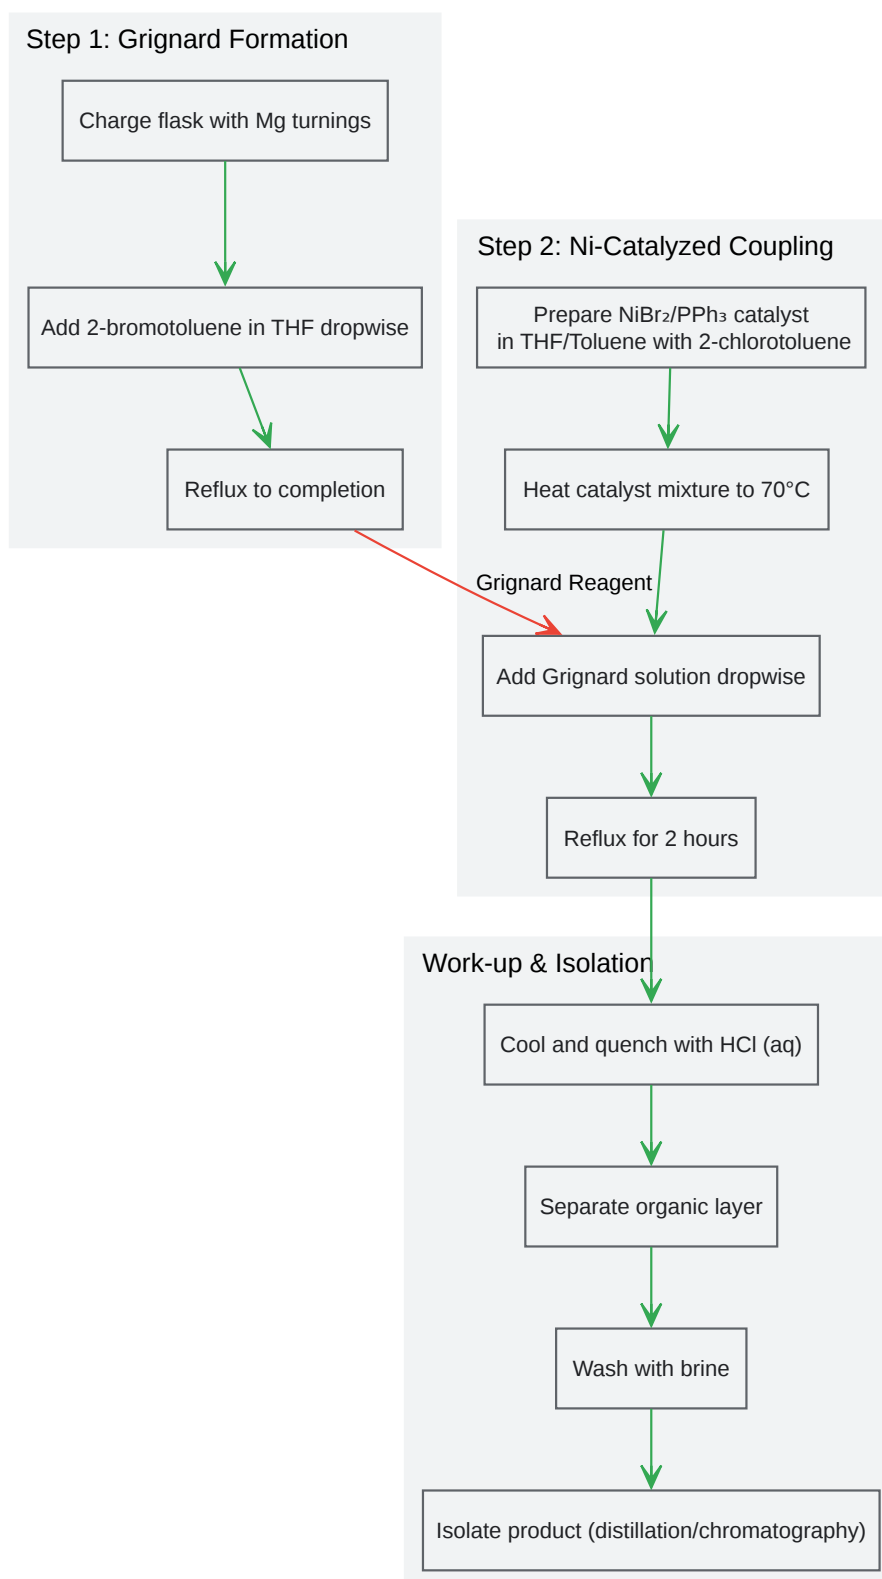 Step 1: Grignard Formation
Charge flask with Mg turnings
Add 2-bromotoluene in THF dropwise
Reflux to completion
Step 2: Ni-Catalyzed Coupling
Prepare NiBr₂/PPh₃ catalyst
in THF/Toluene with 2-chlorotoluene
Heat catalyst mixture to 70°C
Grignard Reagent
Add Grignard solution dropwise
Reflux for 2 hours
Work-up & Isolation
Cool and quench with HCl (aq)
Separate organic layer
Wash with brine
Isolate product (distillation/chromatography)